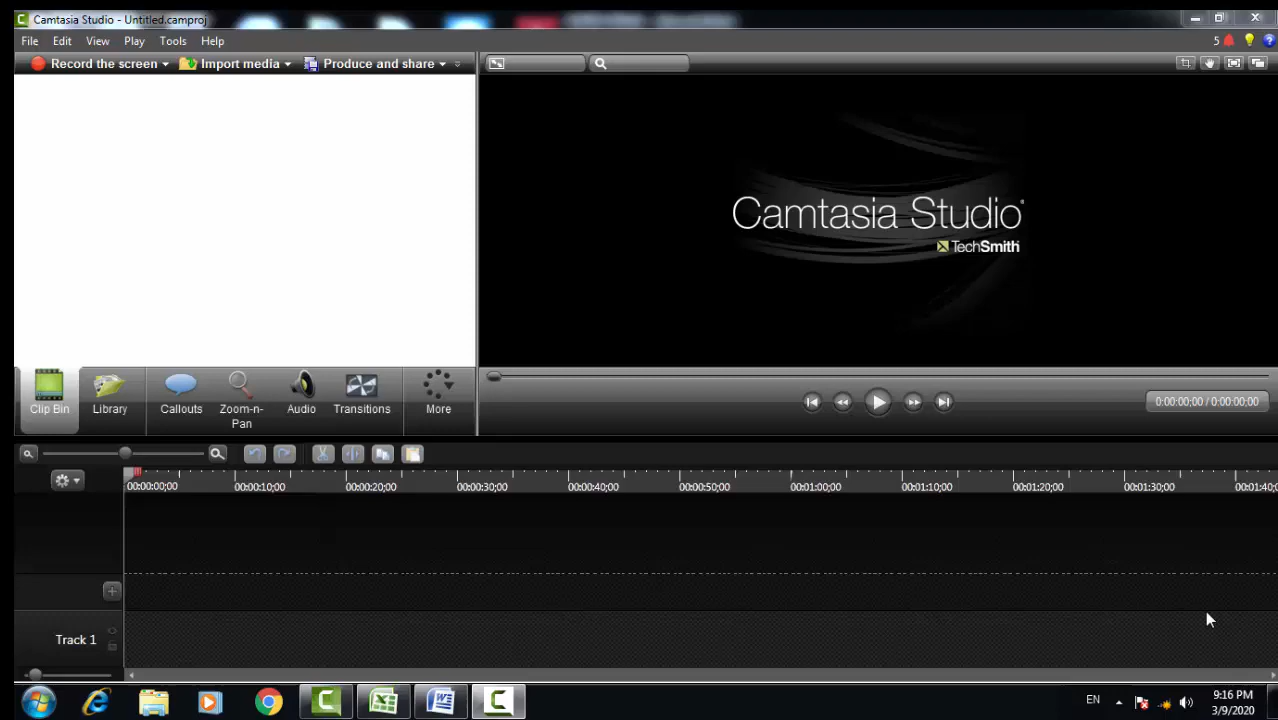 Camtasia Studio - Untitled.camproj
File Edit View Play Tools Help
5
Record the screen Import media Produce and share
Camtasia Studio®
TechSmith
Clip Bin Library Callouts Zoom-n-Pan Audio Transitions More
0:00:00;00 / 0:00:00;00
00:00:00;00 00:00:10;00 00:00:20;00 00:00:30;00 00:00:40;00 00:00:50;00 00:01:00;00 00:01:10;00 00:01:20;00 00:01:30;00 00:01:40;0
Track 1
EN
9:16 PM
3/9/2020